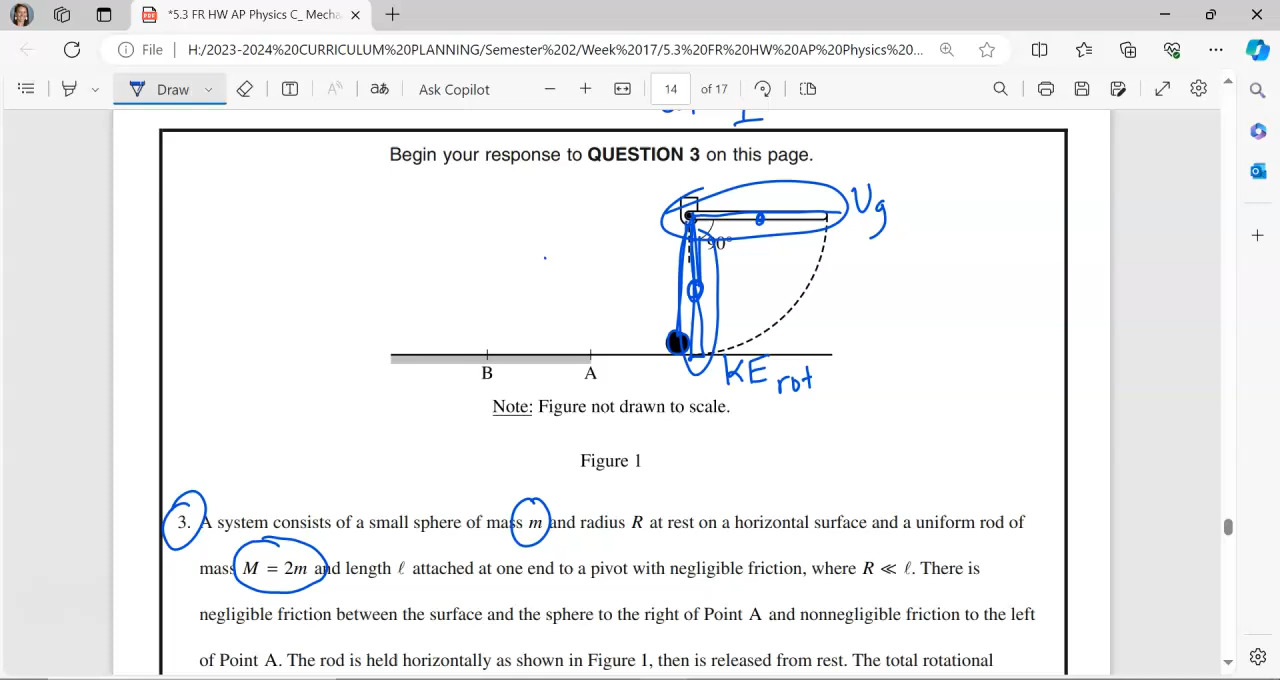 *5.3 FR HW AP Physics C_ Mecha
File | H:/2023-2024%20CURRICULUM%20PLANNING/Semester%202/Week%2017/5.3%20FR%20HW%20AP%20Physics%20...
Draw
aあ
Ask Copilot
14 of 17
Begin your response to QUESTION 3 on this page.
Ug
90°
KE rot
B
A
Note: Figure not drawn to scale.
Figure 1
3. A system consists of a small sphere of mass m and radius R at rest on a horizontal surface and a uniform rod of
mass M = 2m and length ℓ attached at one end to a pivot with negligible friction, where R ≪ ℓ. There is
negligible friction between the surface and the sphere to the right of Point A and nonnegligible friction to the left
of Point A. The rod is held horizontally as shown in Figure 1, then is released from rest. The total rotational